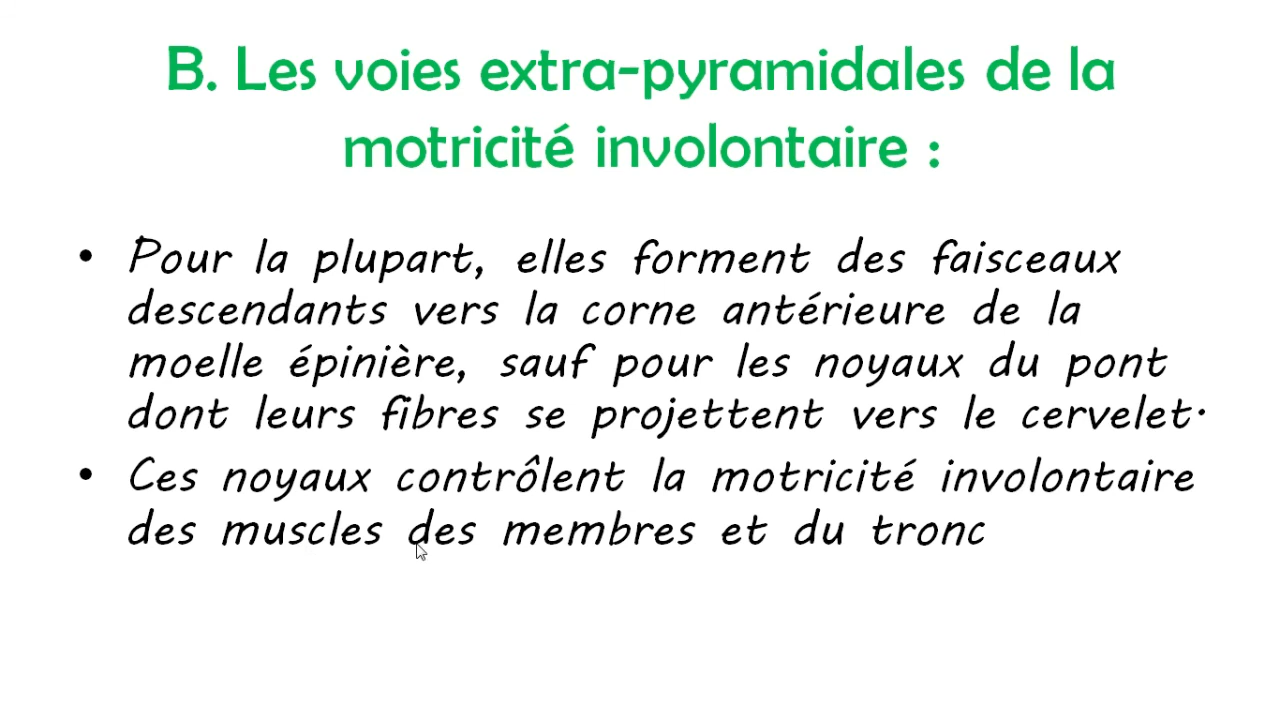 B. Les voies extra-pyramidales de la
motricité involontaire :
• Pour la plupart, elles forment des faisceaux
descendants vers la corne antérieure de la
moelle épinière, sauf pour les noyaux du pont
dont leurs fibres se projettent vers le cervelet.
• Ces noyaux contrôlent la motricité involontaire
des muscles des membres et du tronc